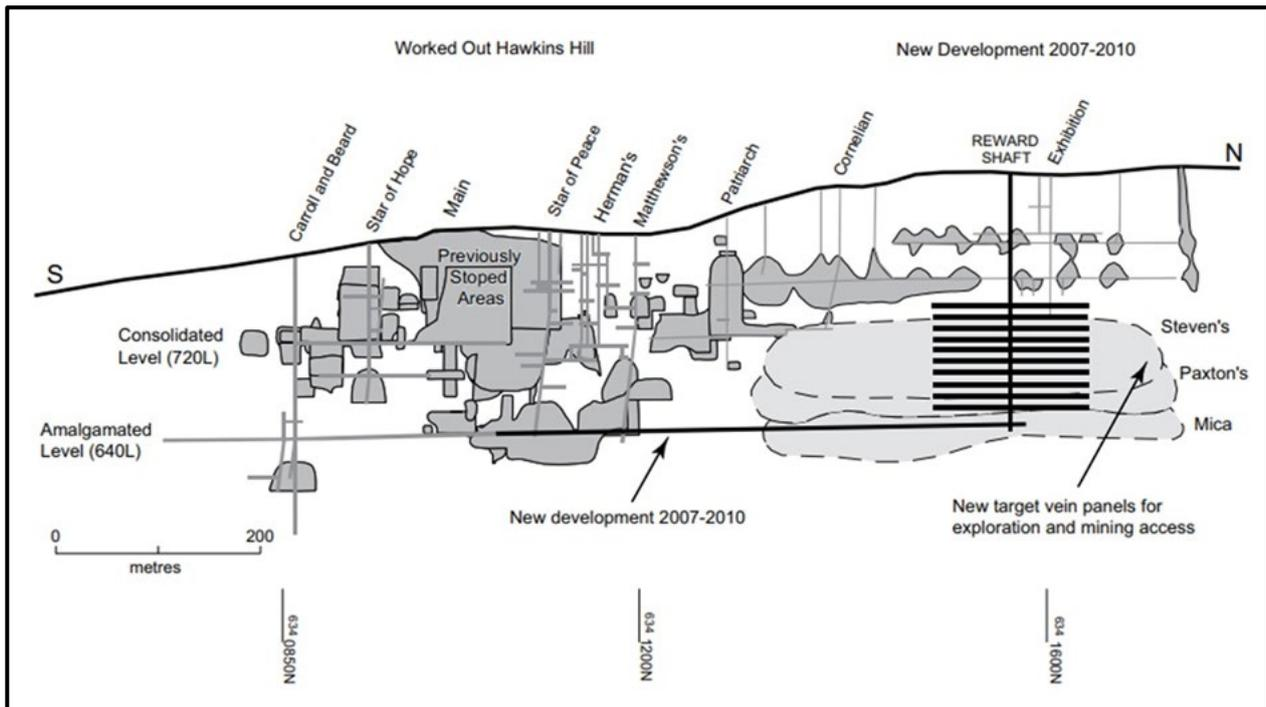 Worked Out Hawkins Hill
New Development 2007-2010
Carroll and Beard
Star of Hope
Main
Star of Peace
Herman's
Matthewson's
Patriarch
Cornelian
REWARD
SHAFT
Exhibition
N
S
Previously
Stoped
Areas
Consolidated
Level (720L)
Steven's
Paxton's
Mica
Amalgamated
Level (640L)
New development 2007-2010
New target vein panels for
exploration and mining access
0 200
metres
634 0850N
634 1200N
634 1600N